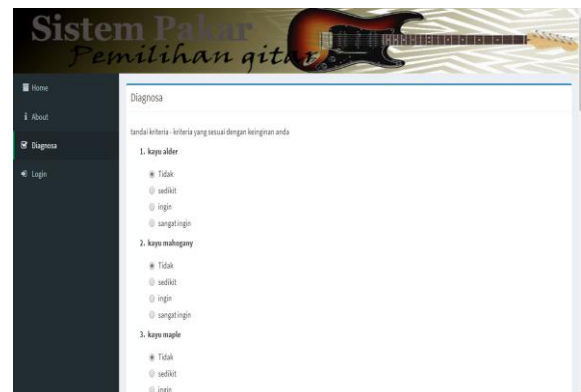 Sistem Pakar
Pemilihan gitar
Home
About
Diagnosa
Login
Diagnosa
tandai kriteria - kriteria yang sesuai dengan keinginan anda
1. kayu alder
Tidak
sedikit
ingin
sangat ingin
2. kayu mahogany
Tidak
sedikit
ingin
sangat ingin
3. kayu maple
Tidak
sedikit
ingin